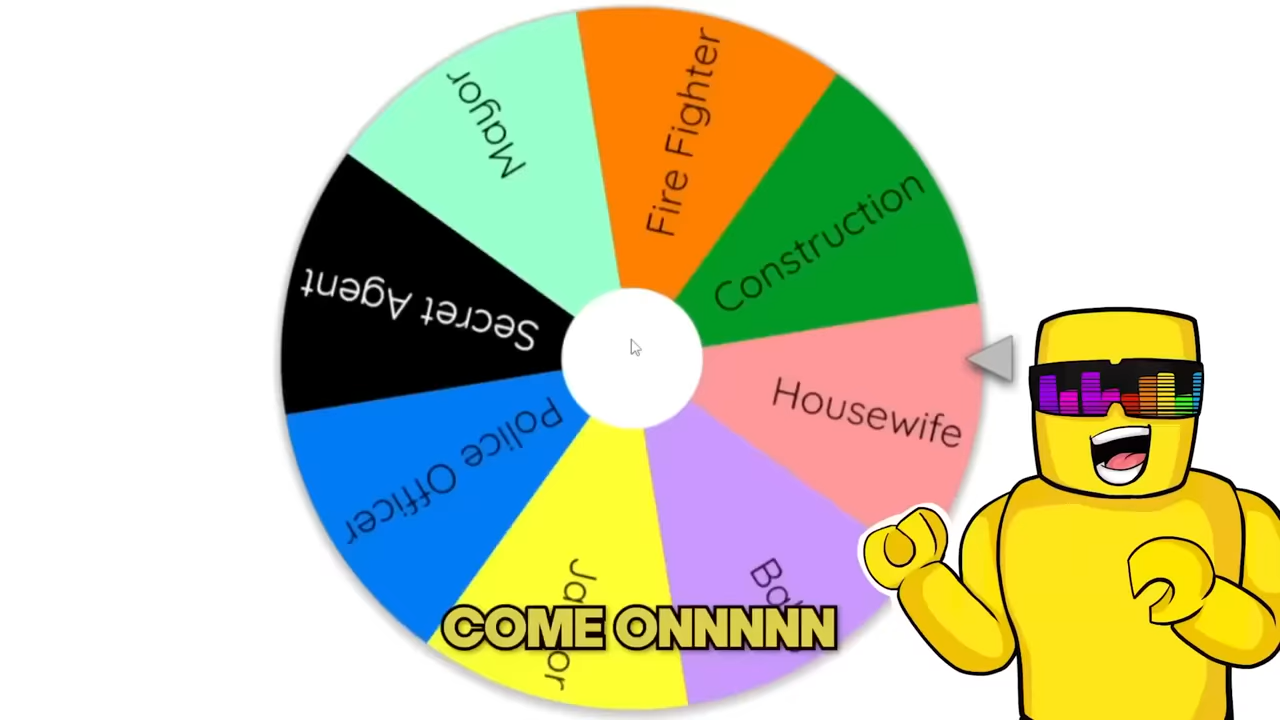 Mayor
Fire Fighter
Construction
Secret Agent
Housewife
Police Officer
COME ONNNNN